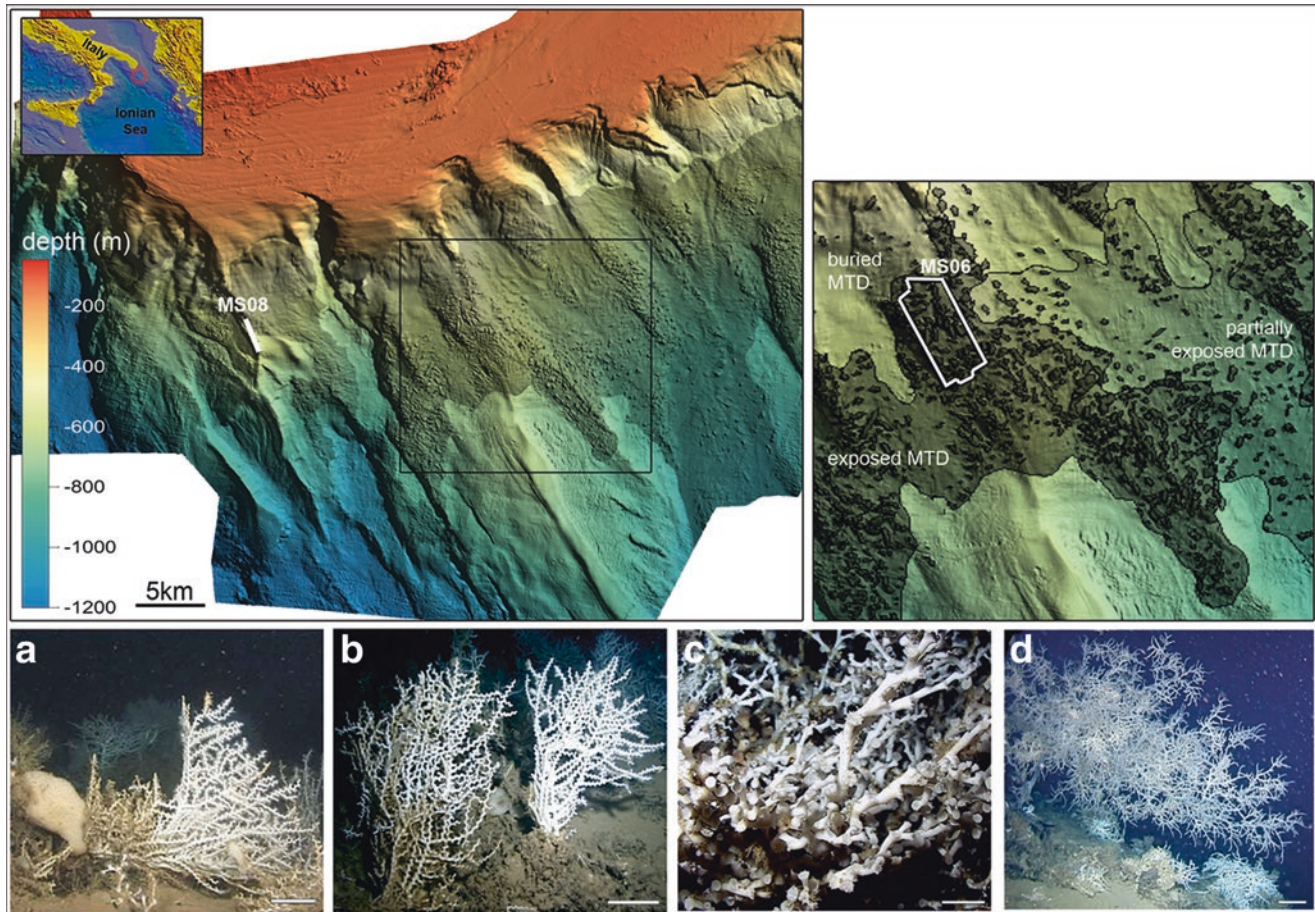 Italy
Ionian
Sea
depth (m)
-200
-400
-600
-800
-1000
-1200
5km
MS08
MS06
buried
MTD
partially
exposed MTD
exposed MTD
a
b
c
d